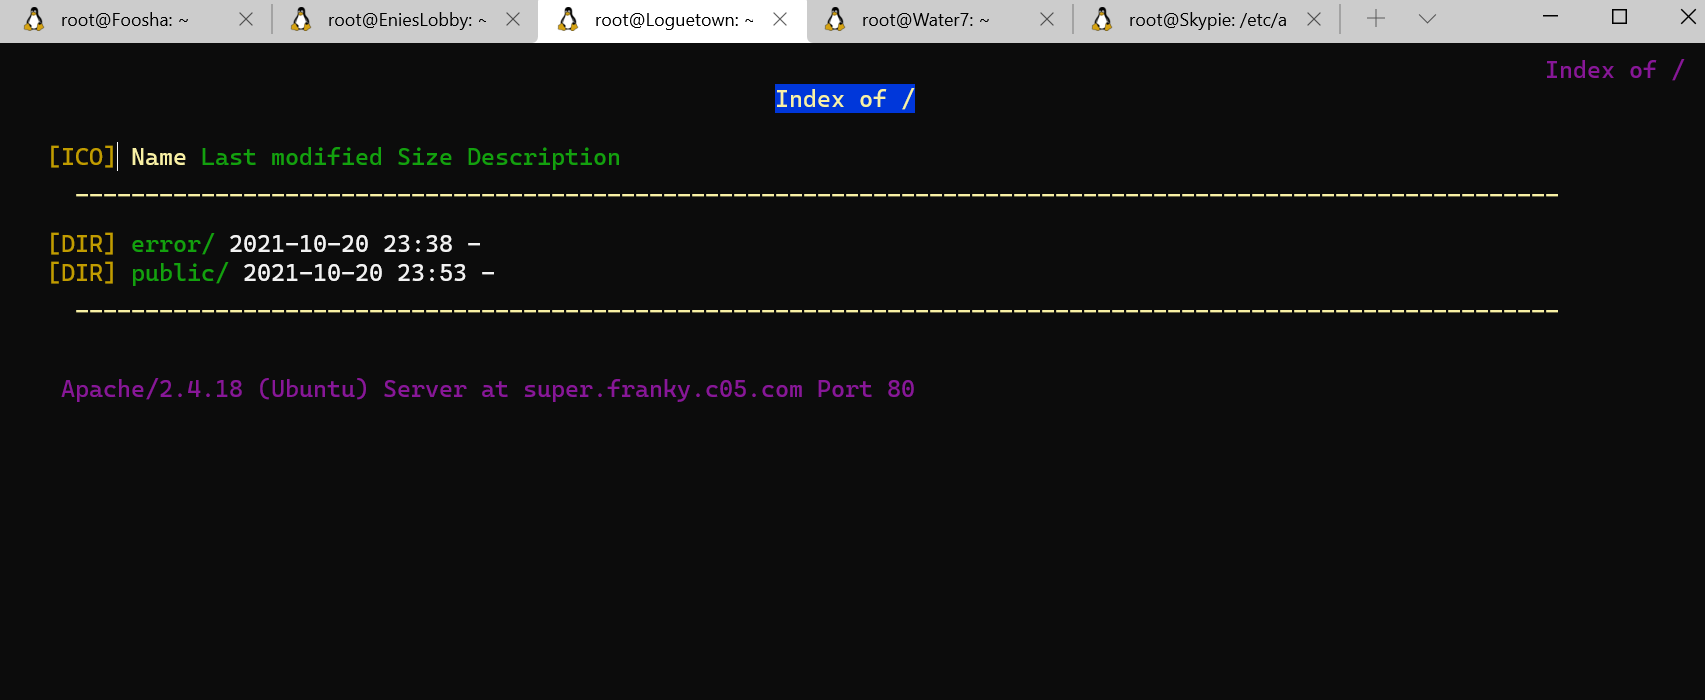 root@Foosha: ~ root@EniesLobby: ~ root@Loguetown: ~ root@Water7: ~ root@Skypie: /etc/a
Index of /
Index of /
[ICO] Name Last modified Size Description
[DIR] error/ 2021-10-20 23:38 -
[DIR] public/ 2021-10-20 23:53 -
Apache/2.4.18 (Ubuntu) Server at super.franky.c05.com Port 80